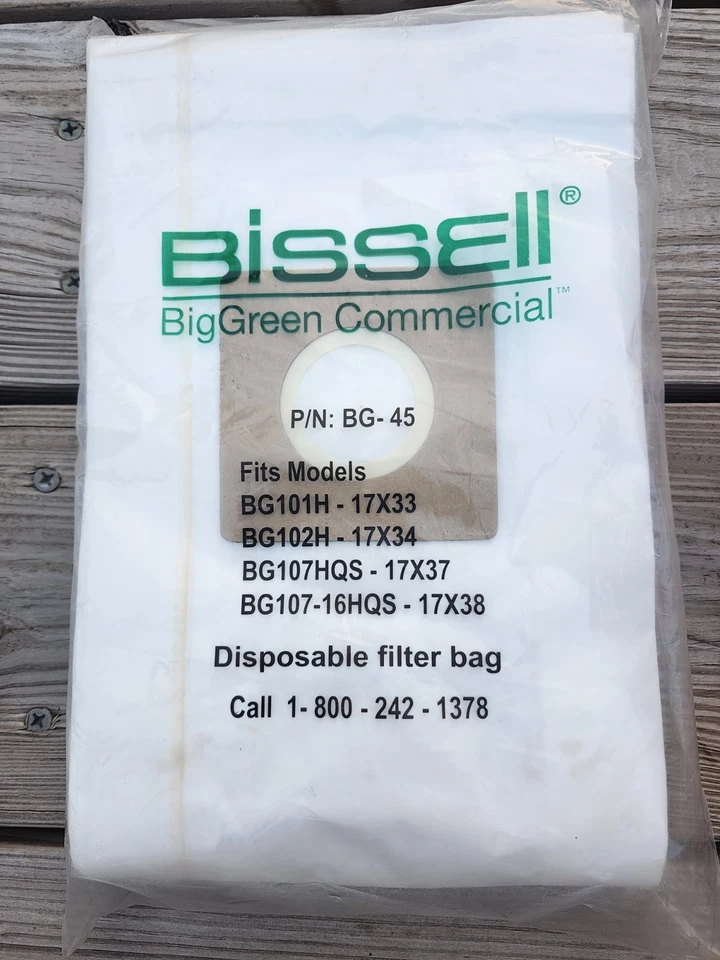 BISSELL®
BigGreen Commercial™
P/N: BG- 45
Fits Models
BG101H - 17X33
BG102H - 17X34
BG107HQS - 17X37
BG107-16HQS - 17X38
Disposable filter bag
Call 1- 800 - 242 - 1378